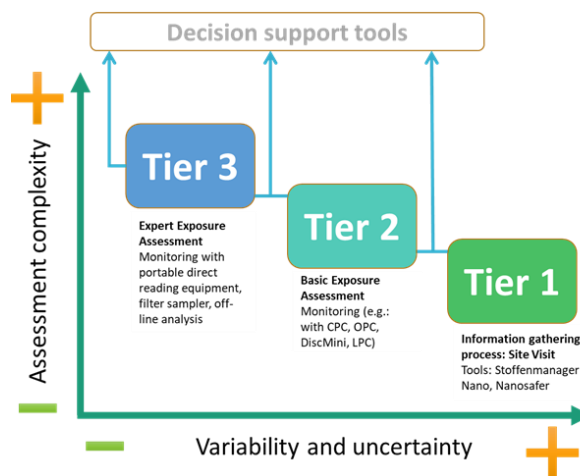 Decision support tools
Assessment complexity
Tier 3
Expert Exposure
Assessment
Monitoring with
portable direct
reading equipment,
filter sampler, off-
line analysis
Tier 2
Basic Exposure
Assessment
Monitoring (e.g.:
with CPC, OPC,
DiscMini, LPC)
Tier 1
Information gathering
process: Site Visit
Tools: Stoffenmanager
Nano, Nanosafer
Variability and uncertainty